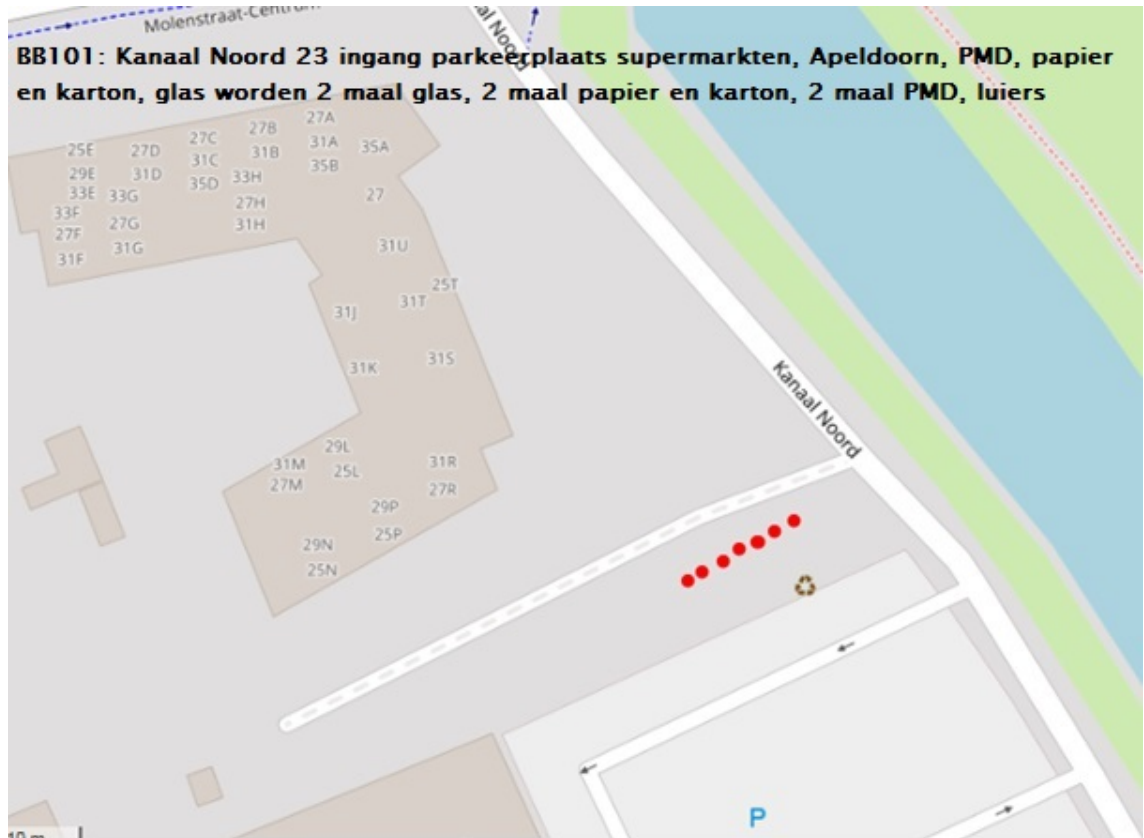 Molenstraat-Centrum
Kanaal Noord
BB101: Kanaal Noord 23 ingang parkeerplaats supermarkten, Apeldoorn, PMD, papier
en karton, glas worden 2 maal glas, 2 maal papier en karton, 2 maal PMD, luiers
27A
27B
27C
25E 27D
31A 35A
31B
31C
35B
29E 31D
35D 33H
33E 33G
27
33F
27H
27G
31H
27F
31G
31U
31F
25T
31T
31J
31S
31K
Kanaal Noord
29L
31M
25L
31R
27M
27R
29P
25P
29N
25N
P
10 m